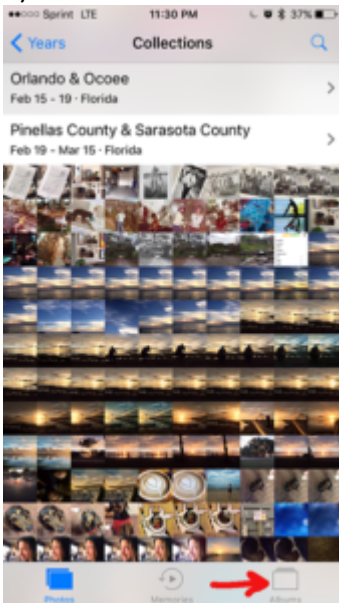 Sprint LTE 11:30 PM 37%
Years Collections
Orlando & Ocoee
Feb 15 - 19 · Florida
Pinellas County & Sarasota County
Feb 19 - Mar 15 · Florida
Photos Memories Albums